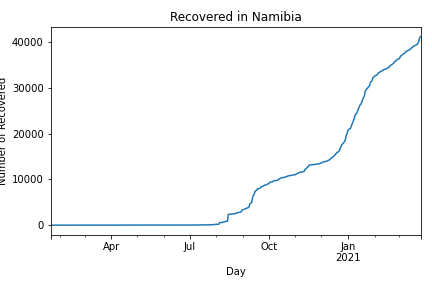 Recovered in Namibia
Number of Recovered
40000
30000
20000
10000
0
Apr
Jul
Oct
Jan
2021
Day